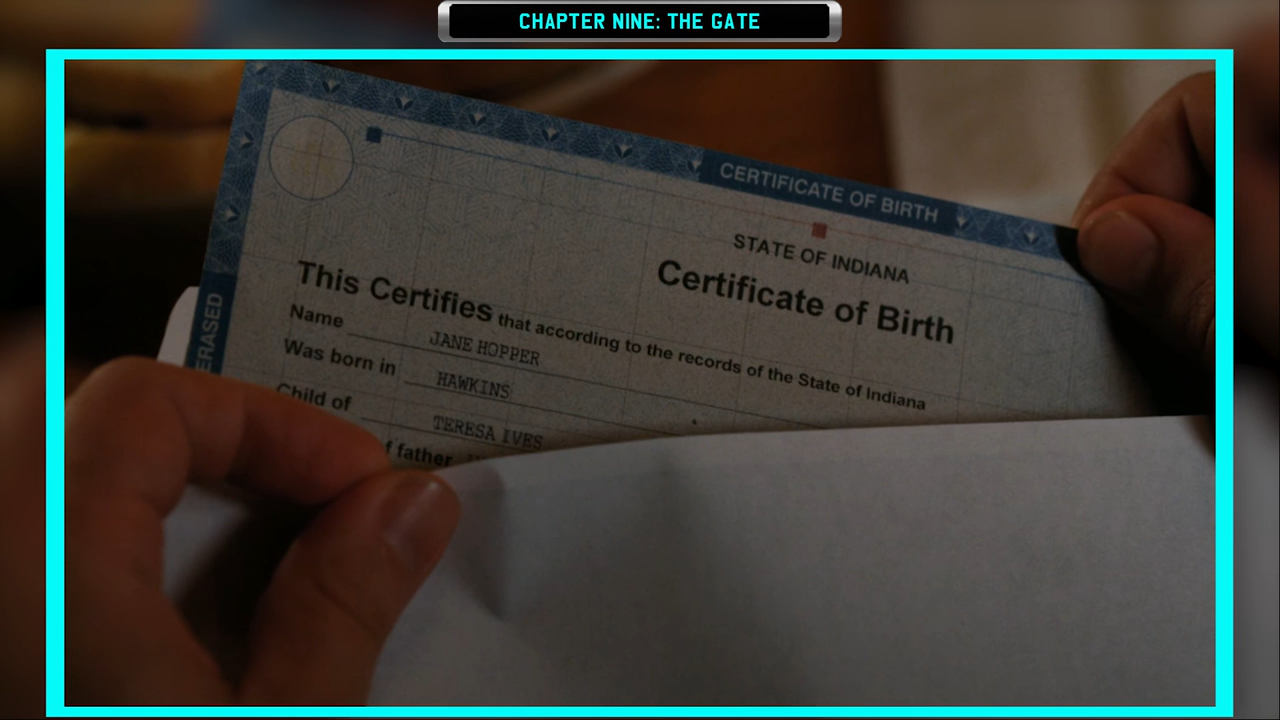 CHAPTER NINE: THE GATE
CERTIFICATE OF BIRTH
STATE OF INDIANA
Certificate of Birth
This Certifies that according to the records of the State of Indiana
Name JANE HOPPER
Was born in HAWKINS
Child of TERESA IVES
f father
ERASED